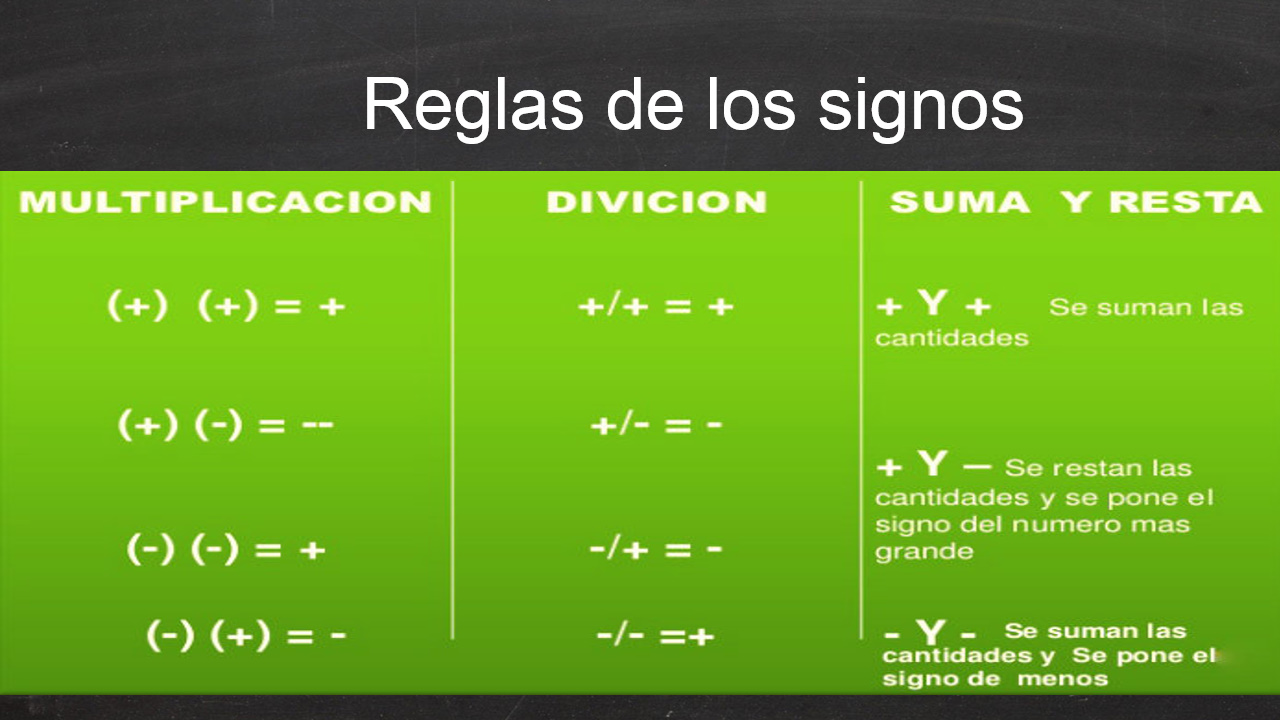 Reglas de los signos
MULTIPLICACION
(+) (+) = +
(+) (-) = --
(-) (-) = +
(-) (+) = -
DIVICION
+/+ = +
+/- = -
-/+ = -
-/- =+
SUMA Y RESTA
+ Y + Se suman las
cantidades
+ Y – Se restan las
cantidades y se pone el
signo del numero mas
grande
- Y - Se suman las
cantidades y Se pone el
signo de menos